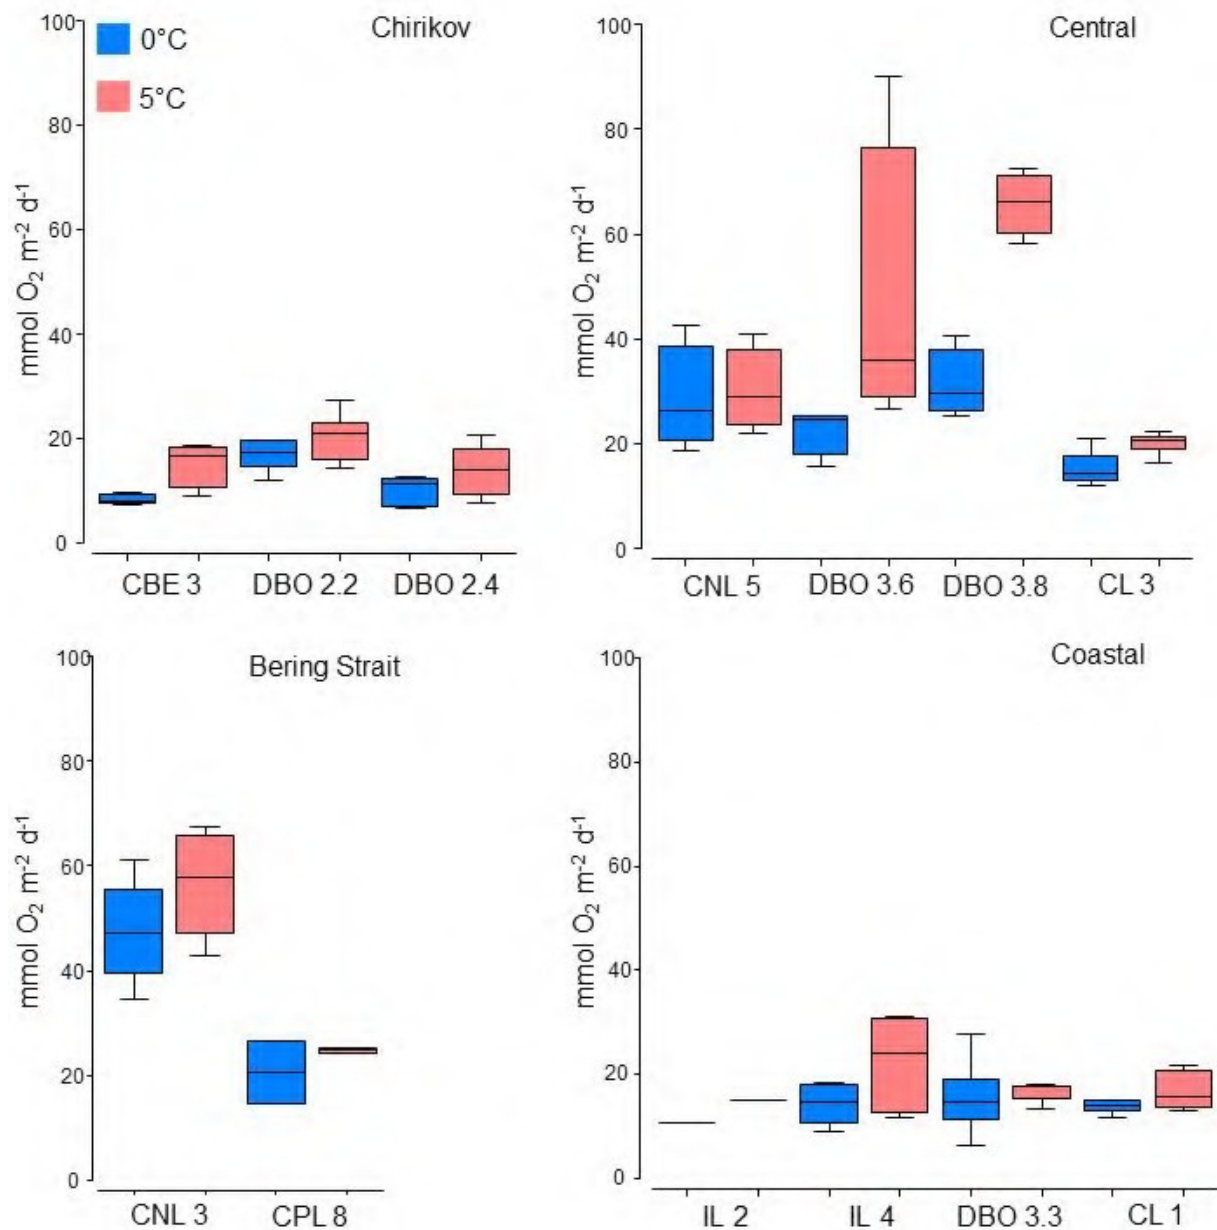 Chirikov
0°C
5°C
100
80
60
40
20
0
mmol O₂ m⁻² d⁻¹
CBE 3 DBO 2.2 DBO 2.4
Central
100
80
60
40
20
0
mmol O₂ m⁻² d⁻¹
CNL 5 DBO 3.6 DBO 3.8 CL 3
Bering Strait
100
80
60
40
20
0
mmol O₂ m⁻² d⁻¹
CNL 3 CPL 8
Coastal
100
80
60
40
20
0
mmol O₂ m⁻² d⁻¹
IL 2 IL 4 DBO 3.3 CL 1